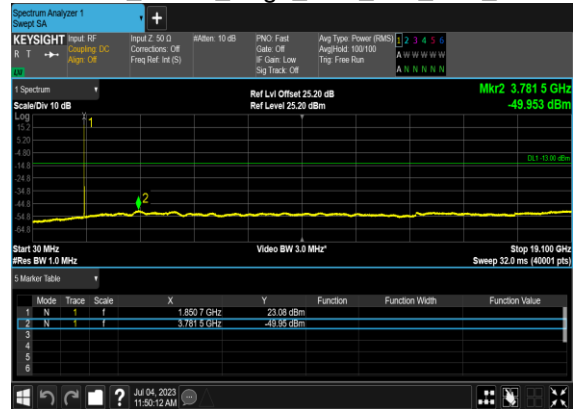 Spectrum Analyzer 1
Swept SA
KEYSIGHT
R T
LW
Input: RF
Coupling: DC
Align: Off
Input Z: 50 Ω
Corrections: Off
Freq Ref: Int (S)
#Atten: 10 dB
PNO: Fast
Gate: Off
IF Gain: Low
Sig Track: Off
Avg Type: Power (RMS)
Avg|Hold: 100/100
Trig: Free Run
1 2 3 4 5 6
A W W W W W
A N N N N N
1 Spectrum
Scale/Div 10 dB
Ref Lvl Offset 25.20 dB
Ref Level 25.20 dBm
Mkr2 3.781 5 GHz
-49.953 dBm
Log
15.2
5.20
-4.80
-14.8
-24.8
-34.8
-44.8
-54.8
-64.8
1
2
DL1 -13.00 dBm
Start 30 MHz
#Res BW 1.0 MHz
Video BW 3.0 MHz*
Stop 19.100 GHz
Sweep 32.0 ms (40001 pts)
5 Marker Table
Mode Trace Scale X Y Function Function Width Function Value
1 N 1 f 1.850 7 GHz 23.08 dBm
2 N 1 f 3.781 5 GHz -49.95 dBm
3
4
5
6
?
Jul 04, 2023
11:50:12 AM